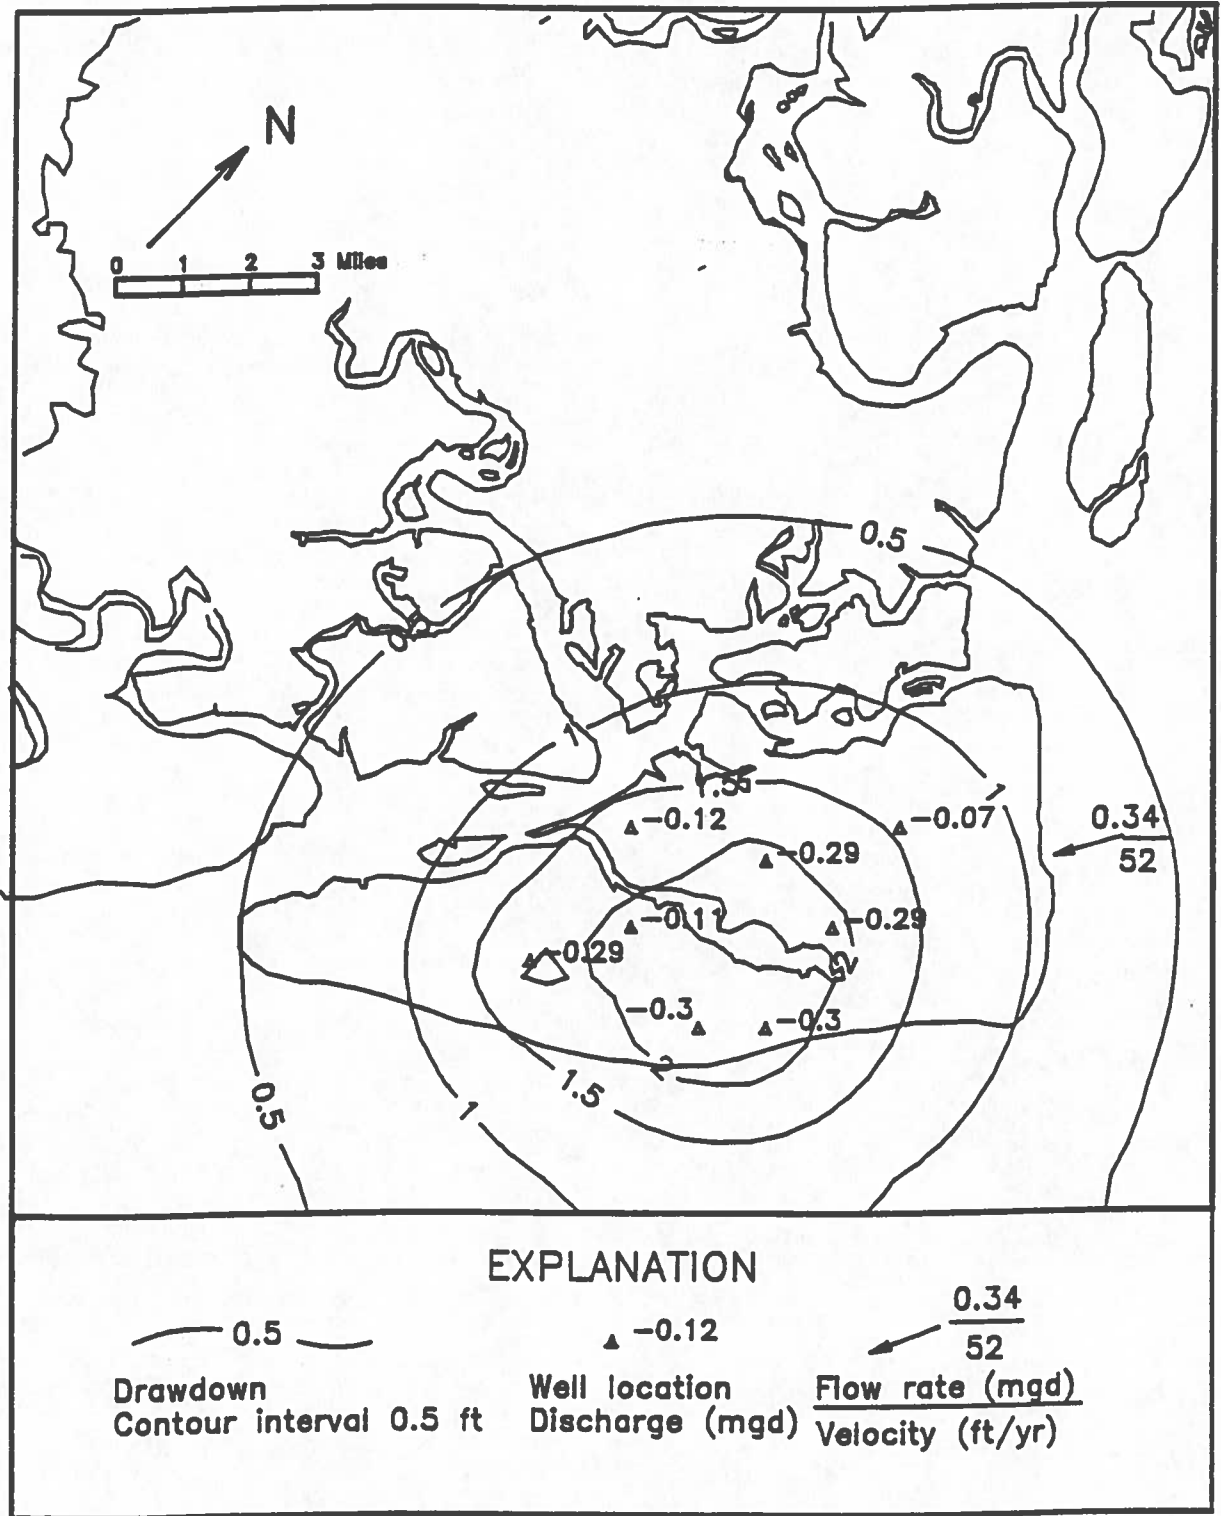 N
0 1 2 3 Miles
0.5
1
1.5
1
-0.12
-0.07
0.34
52
-0.29
-0.11
-0.29
-0.29
2
-0.3
-0.3
2
1.5
0.5
1
EXPLANATION
0.5
-0.12
0.34
52
Drawdown
Contour interval 0.5 ft
Well location
Discharge (mgd)
Flow rate (mgd)
Velocity (ft/yr)